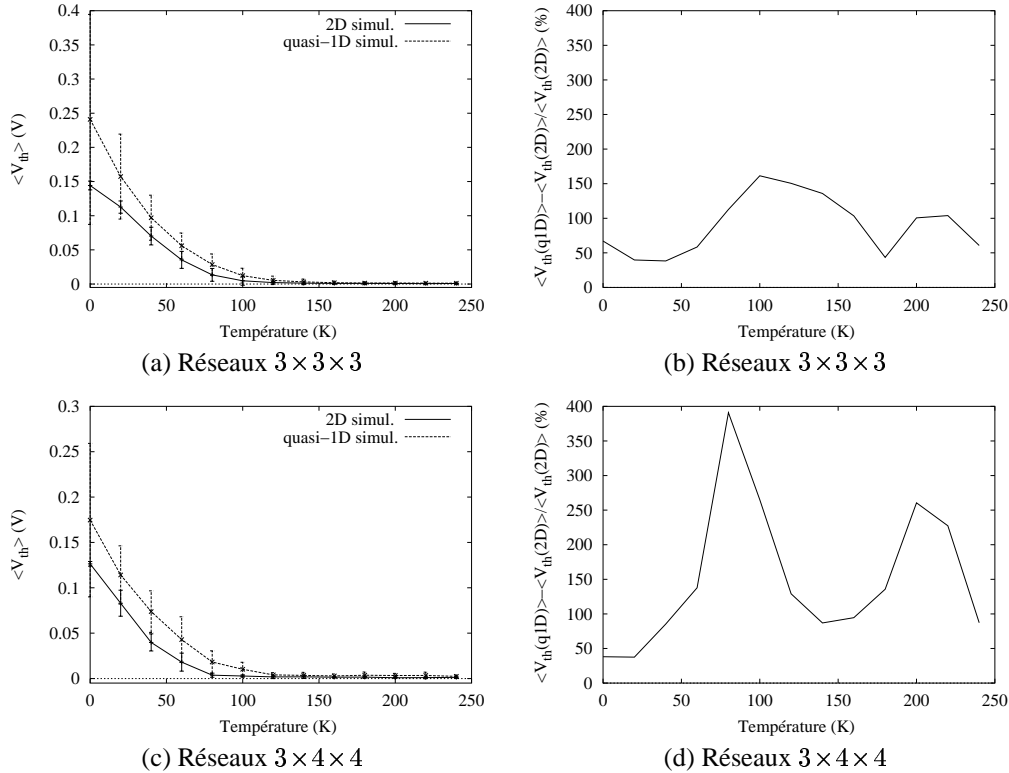 0.4
0.35
0.3
0.25
0.2
0.15
0.1
0.05
0
<V_th> (V)
2D simul.
quasi−1D simul.
0 50 100 150 200 250
Température (K)
(a) Réseaux 3×3×3
400
350
300
250
200
150
100
50
0
<V_th(q1D)>−<V_th(2D)>/<V_th(2D)> (%)
0 50 100 150 200 250
Température (K)
(b) Réseaux 3×3×3
0.3
0.25
0.2
0.15
0.1
0.05
0
<V_th> (V)
2D simul.
quasi−1D simul.
0 50 100 150 200 250
Température (K)
(c) Réseaux 3×4×4
400
350
300
250
200
150
100
50
0
<V_th(q1D)>−<V_th(2D)>/<V_th(2D)> (%)
0 50 100 150 200 250
Température (K)
(d) Réseaux 3×4×4